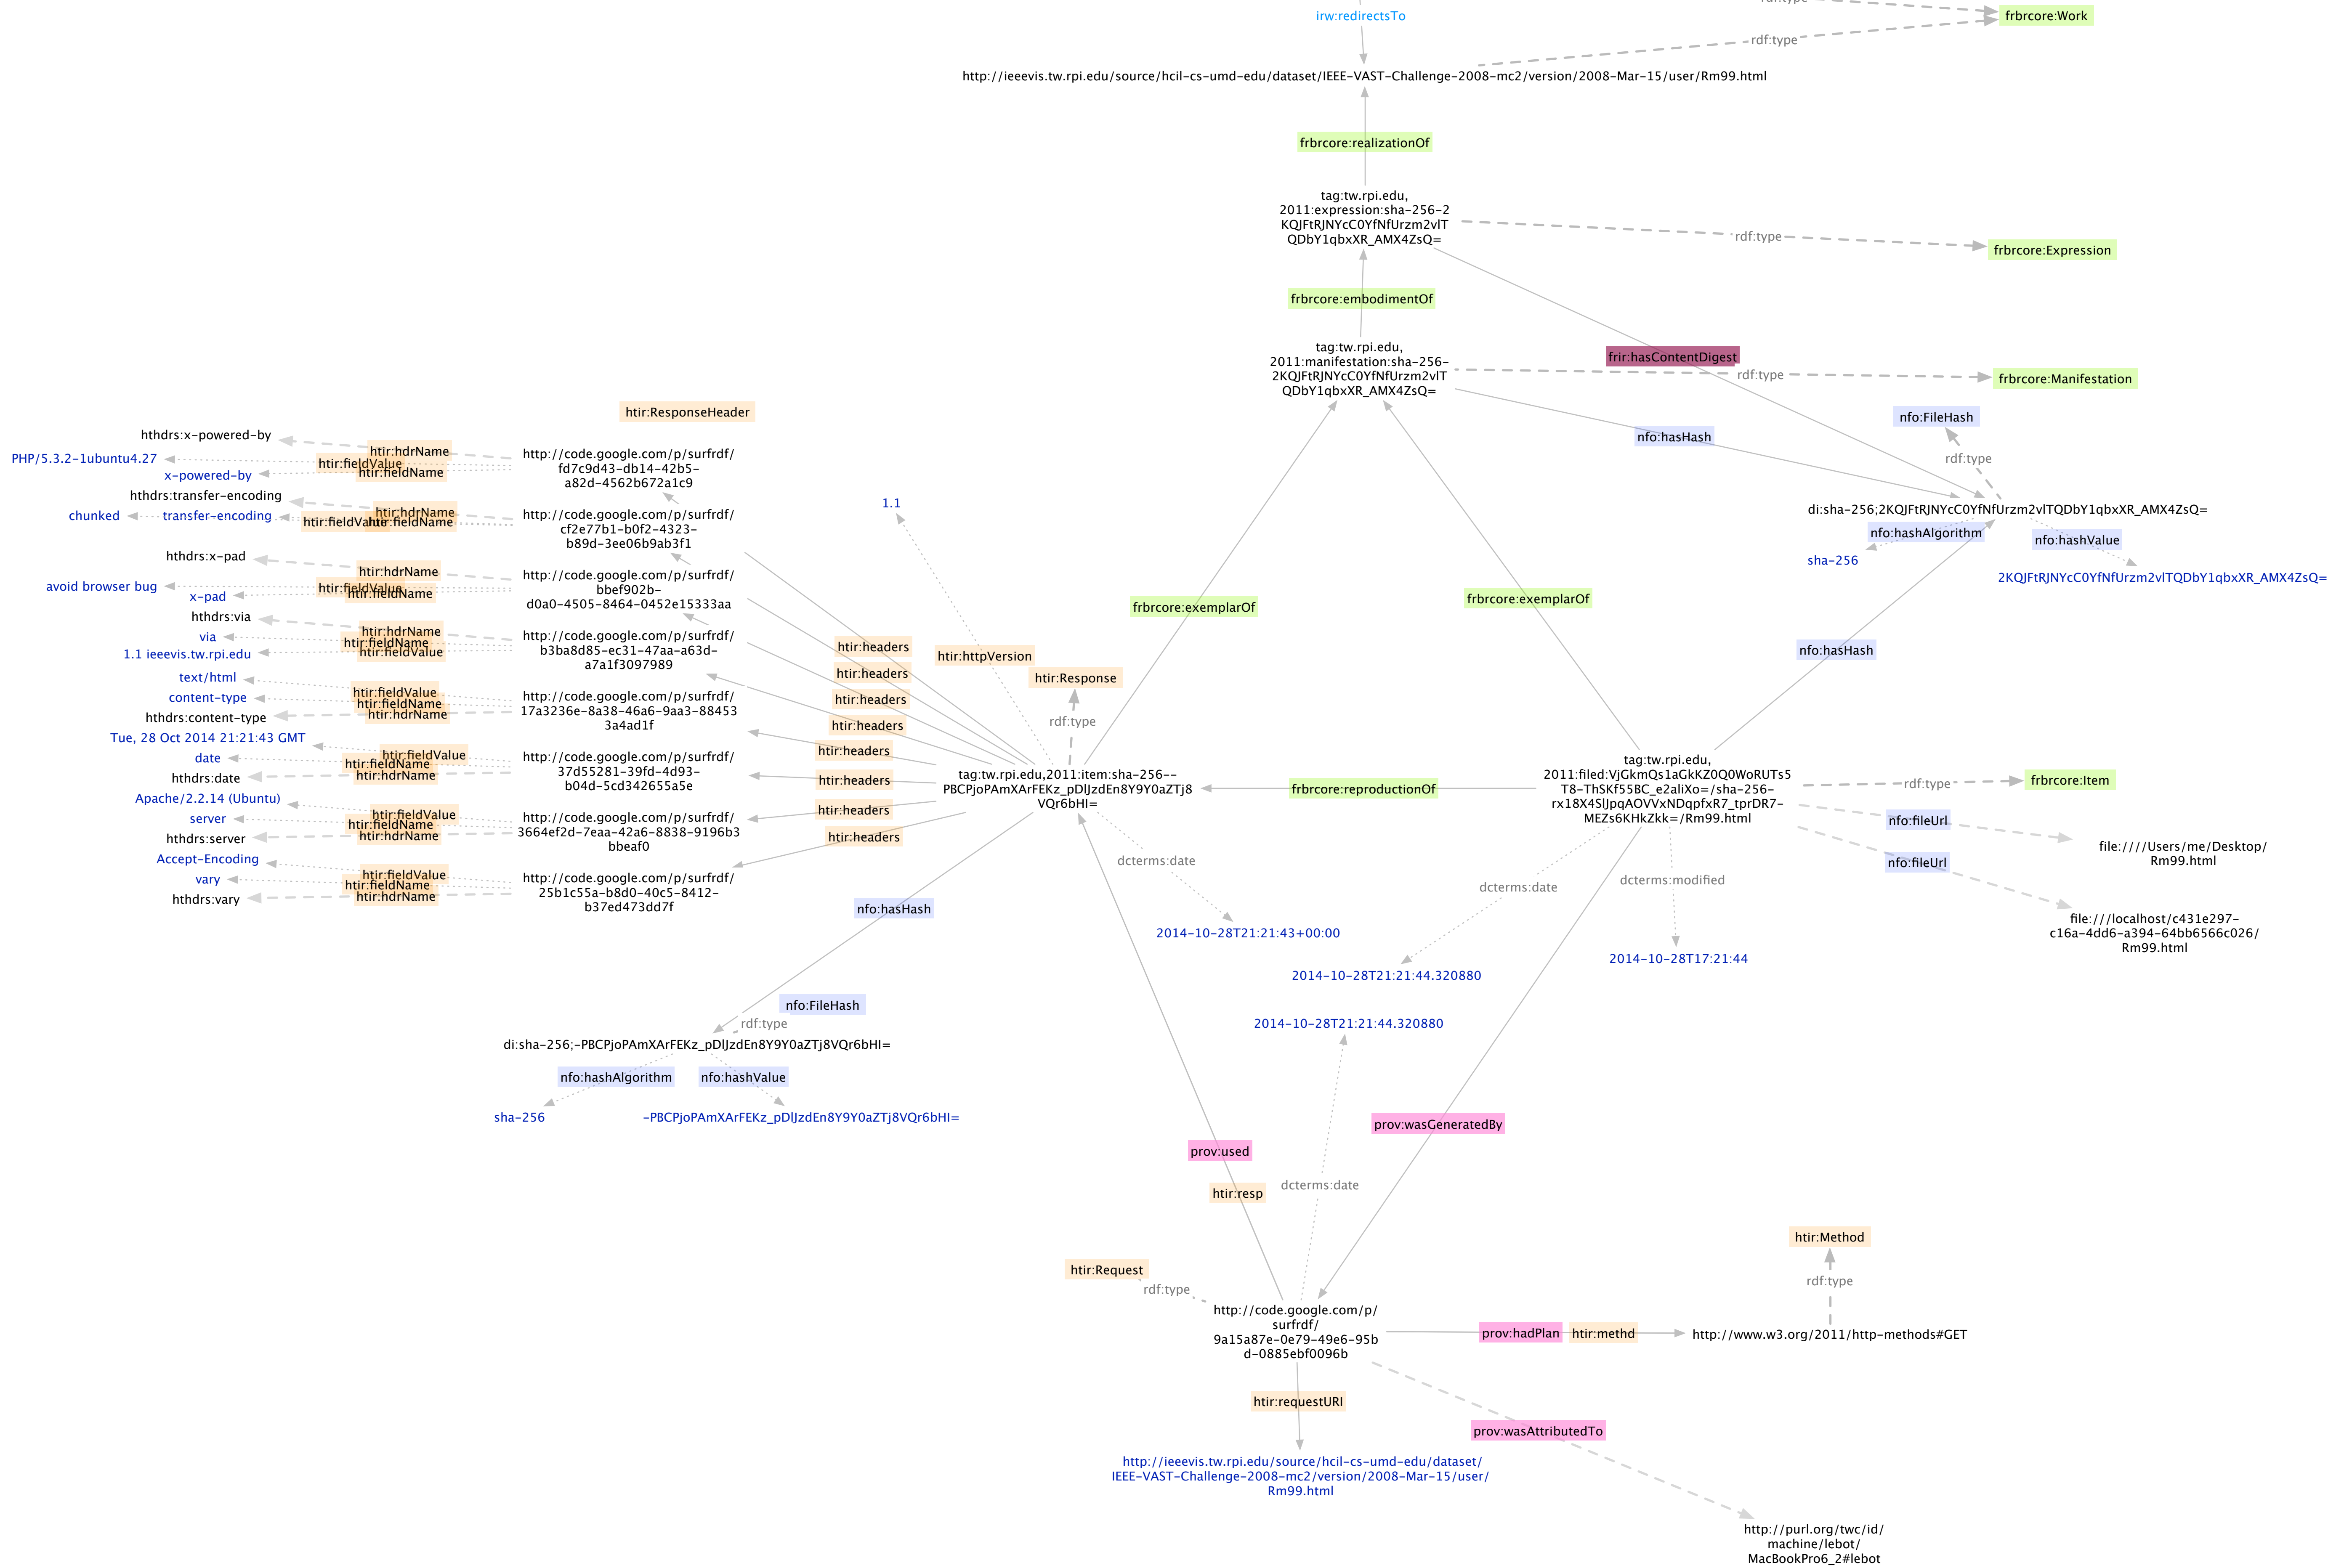 rdf:type
irw:redirectsTo
frbrcore:Work
rdf:type
http://ieeevis.tw.rpi.edu/source/hcil-cs-umd-edu/dataset/IEEE-VAST-Challenge-2008-mc2/version/2008-Mar-15/user/Rm99.html
frbrcore:realizationOf
tag:tw.rpi.edu,
2011:expression:sha-256-2
KQJFtRJNYcC0YfNfUrzm2vlT
QDbY1qbxXR_AMX4ZsQ=
rdf:type
frbrcore:Expression
frbrcore:embodimentOf
tag:tw.rpi.edu,
2011:manifestation:sha-256-
2KQJFtRJNYcC0YfNfUrzm2vlT
QDbY1qbxXR_AMX4ZsQ=
frir:hasContentDigest
rdf:type
frbrcore:Manifestation
nfo:hasHash
nfo:FileHash
rdf:type
di:sha-256;2KQJFtRJNYcC0YfNfUrzm2vlTQDbY1qbxXR_AMX4ZsQ=
nfo:hashAlgorithm
nfo:hashValue
sha-256
2KQJFtRJNYcC0YfNfUrzm2vlTQDbY1qbxXR_AMX4ZsQ=
htir:ResponseHeader
hthdrs:x-powered-by
htir:hdrName
PHP/5.3.2-1ubuntu4.27
htir:fieldValue
x-powered-by
htir:fieldName
http://code.google.com/p/surfrdf/
fd7c9d43-db14-42b5-
a82d-4562b672a1c9
hthdrs:transfer-encoding
htir:hdrName
chunked
transfer-encoding
htir:fieldValue
htir:fieldName
http://code.google.com/p/surfrdf/
cf2e77b1-b0f2-4323-
b89d-3ee06b9ab3f1
hthdrs:x-pad
htir:hdrName
avoid browser bug
htir:fieldValue
x-pad
htir:fieldName
http://code.google.com/p/surfrdf/
bbef902b-
d0a0-4505-8464-0452e15333aa
hthdrs:via
htir:hdrName
via
htir:fieldName
1.1 ieeevis.tw.rpi.edu
htir:fieldValue
http://code.google.com/p/surfrdf/
b3ba8d85-ec31-47aa-a63d-
a7a1f3097989
text/html
htir:fieldValue
content-type
htir:fieldName
hthdrs:content-type
htir:hdrName
http://code.google.com/p/surfrdf/
17a3236e-8a38-46a6-9aa3-88453
3a4ad1f
Tue, 28 Oct 2014 21:21:43 GMT
htir:fieldValue
date
htir:fieldName
hthdrs:date
htir:hdrName
http://code.google.com/p/surfrdf/
37d55281-39fd-4d93-
b04d-5cd342655a5e
Apache/2.2.14 (Ubuntu)
htir:fieldValue
server
htir:fieldName
hthdrs:server
htir:hdrName
http://code.google.com/p/surfrdf/
3664ef2d-7eaa-42a6-8838-9196b3
bbeaf0
Accept-Encoding
htir:fieldValue
vary
htir:fieldName
hthdrs:vary
htir:hdrName
http://code.google.com/p/surfrdf/
25b1c55a-b8d0-40c5-8412-
b37ed473dd7f
htir:headers
htir:headers
htir:headers
htir:headers
htir:headers
htir:headers
htir:headers
htir:headers
1.1
htir:httpVersion
htir:Response
rdf:type
frbrcore:exemplarOf
frbrcore:exemplarOf
nfo:hasHash
tag:tw.rpi.edu,2011:item:sha-256--
PBCPjoPAmXArFEKz_pDlJzdEn8Y9Y0aZTj8
VQr6bHI=
frbrcore:reproductionOf
tag:tw.rpi.edu,
2011:filed:VjGkmQs1aGkKZ0Q0WoRUTs5
T8-ThSKf55BC_e2aliXo=/sha-256-
rx18X4SlJpqAOVVxNDqpfxR7_tprDR7-
MEZs6KHkZkk=/Rm99.html
rdf:type
frbrcore:Item
nfo:fileUrl
file:////Users/me/Desktop/
Rm99.html
nfo:fileUrl
file:///localhost/c431e297-
c16a-4dd6-a394-64bb6566c026/
Rm99.html
dcterms:date
2014-10-28T21:21:43+00:00
dcterms:date
dcterms:modified
2014-10-28T21:21:44.320880
2014-10-28T17:21:44
nfo:hasHash
nfo:FileHash
rdf:type
di:sha-256;-PBCPjoPAmXArFEKz_pDlJzdEn8Y9Y0aZTj8VQr6bHI=
nfo:hashAlgorithm
nfo:hashValue
sha-256
-PBCPjoPAmXArFEKz_pDlJzdEn8Y9Y0aZTj8VQr6bHI=
2014-10-28T21:21:44.320880
prov:wasGeneratedBy
prov:used
htir:resp
dcterms:date
htir:Request
rdf:type
http://code.google.com/p/
surfrdf/
9a15a87e-0e79-49e6-95b
d-0885ebf0096b
prov:hadPlan
htir:methd
http://www.w3.org/2011/http-methods#GET
htir:Method
rdf:type
htir:requestURI
prov:wasAttributedTo
http://ieeevis.tw.rpi.edu/source/hcil-cs-umd-edu/dataset/
IEEE-VAST-Challenge-2008-mc2/version/2008-Mar-15/user/
Rm99.html
http://purl.org/twc/id/
machine/lebot/
MacBookPro6_2#lebot